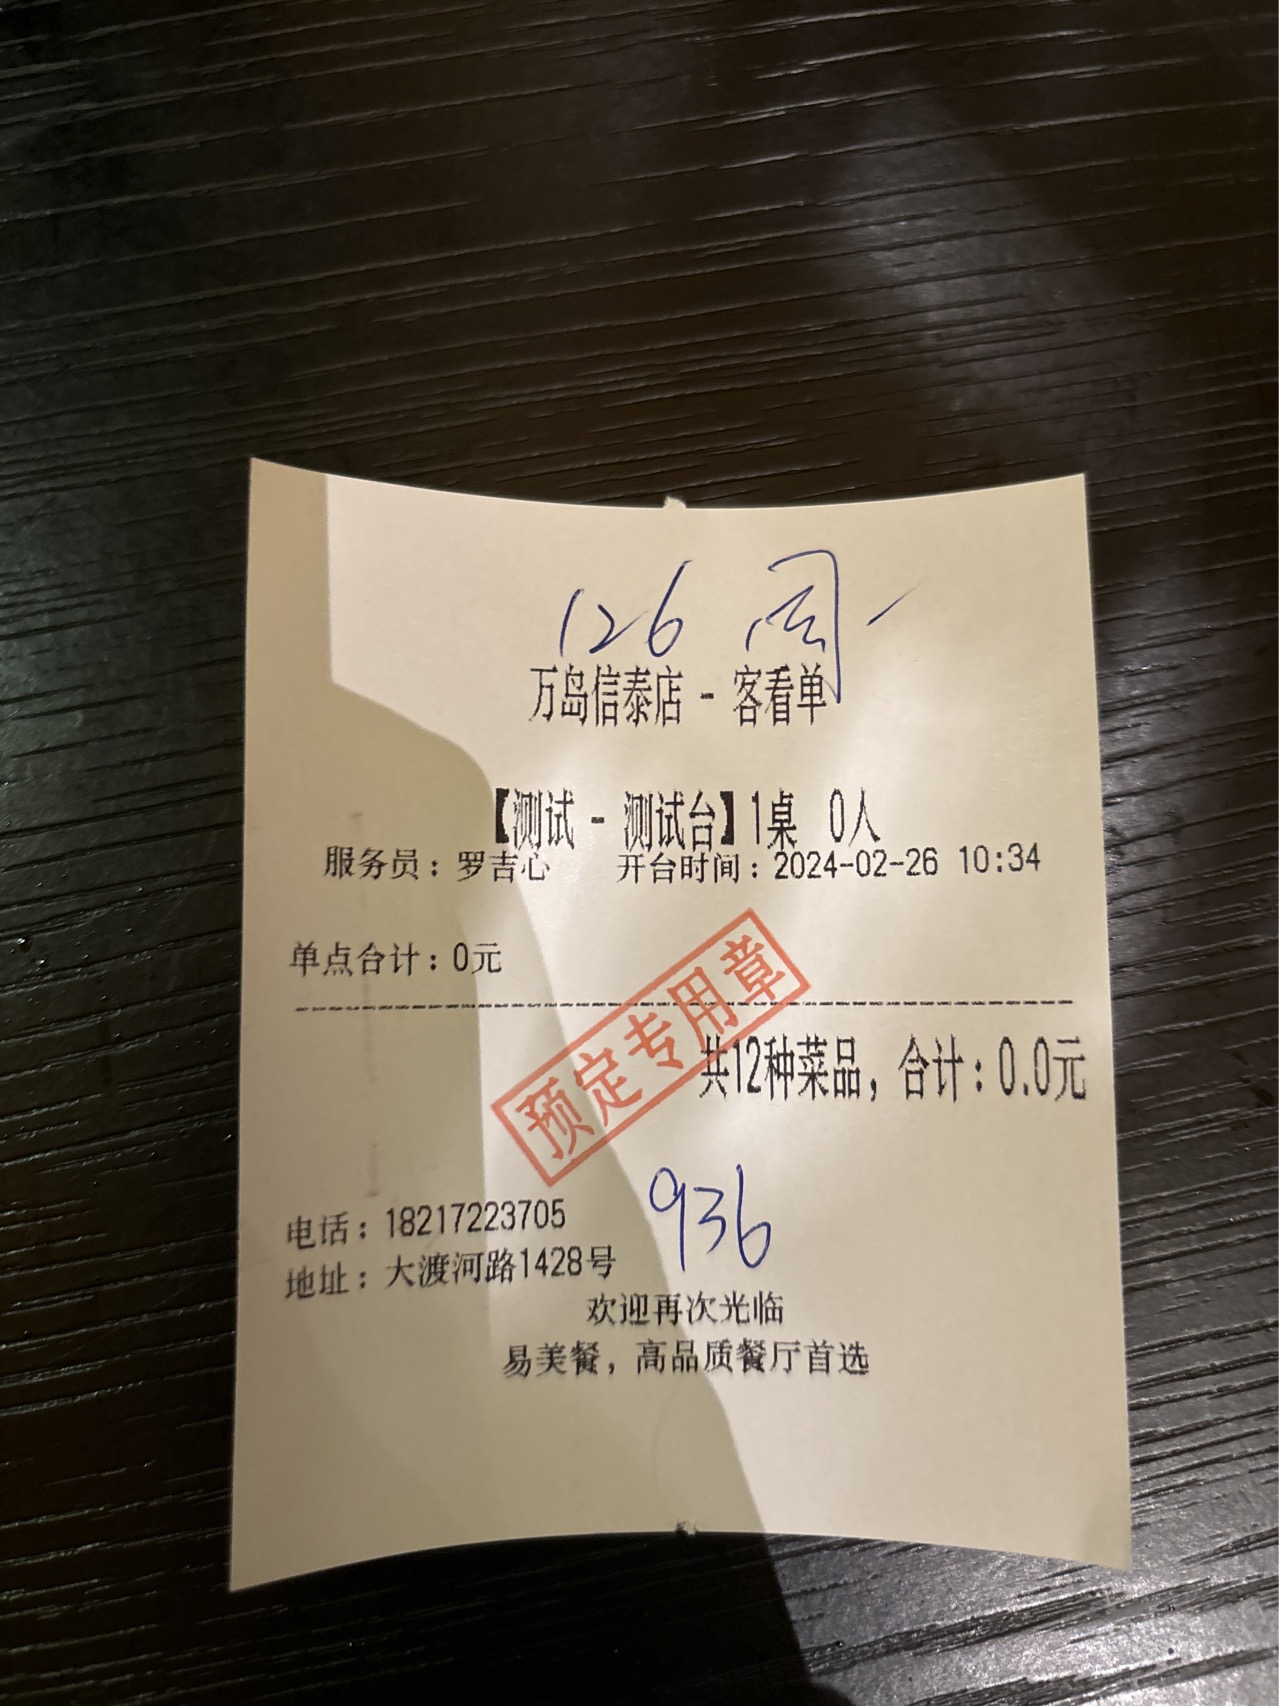 126 周
万岛信泰店 - 客看单
【测试 - 测试台】1桌 0人
服务员：罗吉心 开台时间：2024-02-26 10:34
单点合计：0元
预定专用章
共12种菜品，合计：0.0元
936
电话：18217223705
地址：大渡河路1428号
欢迎再次光临
易美餐，高品质餐厅首选